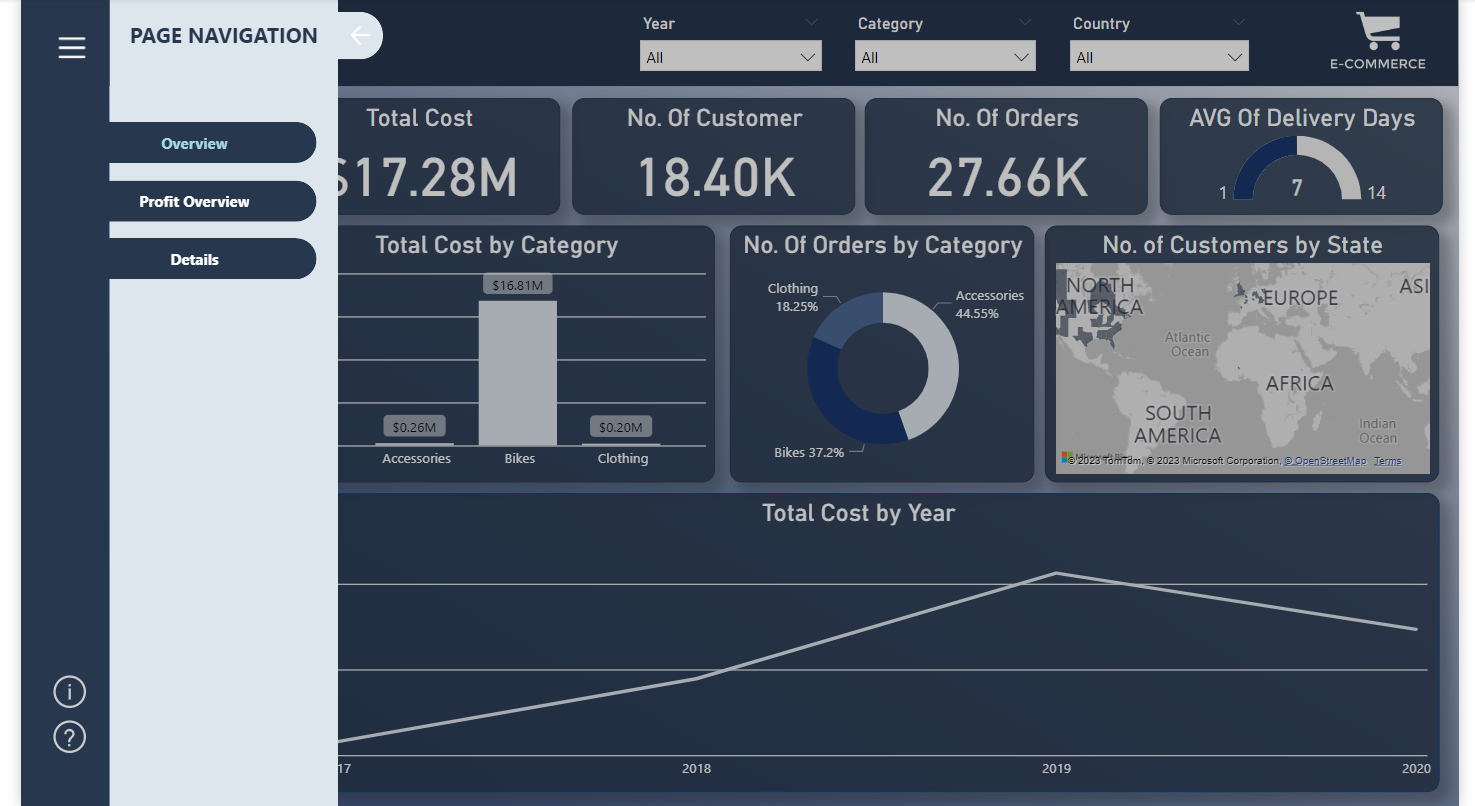 PAGE NAVIGATION
Overview
Profit Overview
Details
Year
All
Category
All
Country
All
E-COMMERCE
Total Cost
$17.28M
No. Of Customer
18.40K
No. Of Orders
27.66K
AVG Of Delivery Days
1
7
14
Total Cost by Category
$16.81M
$0.26M
$0.20M
Accessories
Bikes
Clothing
No. Of Orders by Category
Clothing
18.25%
Accessories
44.55%
Bikes 37.2%
No. of Customers by State
NORTH
AMERICA
EUROPE
ASI
Atlantic
Ocean
AFRICA
SOUTH
AMERICA
Indian
Ocean
© 2023 TomTom, © 2023 Microsoft Corporation, © OpenStreetMap Terms
Total Cost by Year
17
2018
2019
2020
i
?